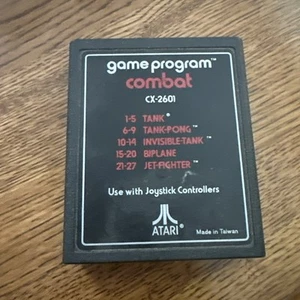 game program™
combat
CX-2601
1-5 TANK®
6-9 TANK-PONG™
10-14 INVISIBLE-TANK™
15-20 BIPLANE
21-27 JET-FIGHTER™
Use with Joystick Controllers
ATARI®
Made in Taiwan